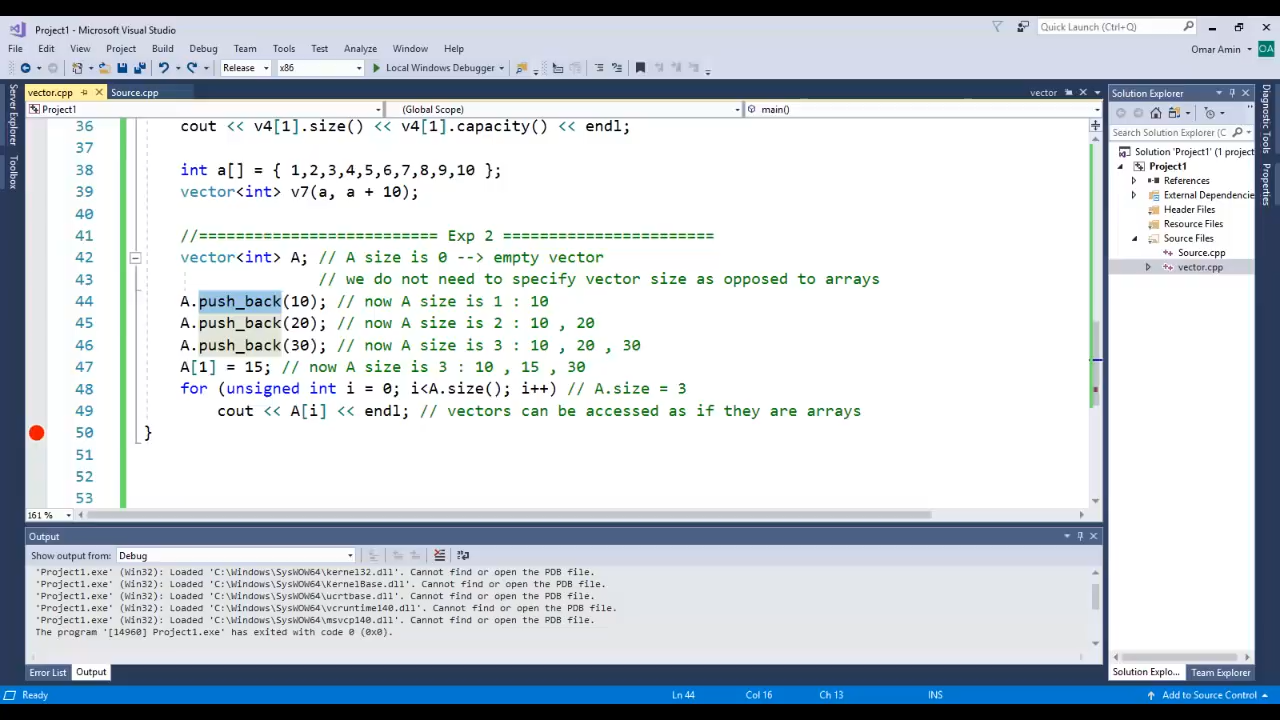 Project1 - Microsoft Visual Studio
Quick Launch (Ctrl+Q)
File Edit View Project Build Debug Team Tools Test Analyze Window Help
Omar Amin
OA
Release x86 Local Windows Debugger
Server Explorer
Toolbox
vector.cpp Source.cpp
vector
Project1 (Global Scope) main()
36 cout << v4[1].size() << v4[1].capacity() << endl;
37
38 int a[] = { 1,2,3,4,5,6,7,8,9,10 };
39 vector<int> v7(a, a + 10);
40
41 //========================== Exp 2 =======================
42 vector<int> A; // A size is 0 --> empty vector
43 // we do not need to specify vector size as opposed to arrays
44 A.push_back(10); // now A size is 1 : 10
45 A.push_back(20); // now A size is 2 : 10 , 20
46 A.push_back(30); // now A size is 3 : 10 , 20 , 30
47 A[1] = 15; // now A size is 3 : 10 , 15 , 30
48 for (unsigned int i = 0; i<A.size(); i++) // A.size = 3
49 cout << A[i] << endl; // vectors can be accessed as if they are arrays
50 }
51
52
53
161 %
Output
Show output from: Debug
'Project1.exe' (Win32): Loaded 'C:\Windows\SysWOW64\kernel32.dll'. Cannot find or open the PDB file.
'Project1.exe' (Win32): Loaded 'C:\Windows\SysWOW64\KernelBase.dll'. Cannot find or open the PDB file.
'Project1.exe' (Win32): Loaded 'C:\Windows\SysWOW64\ucrtbase.dll'. Cannot find or open the PDB file.
'Project1.exe' (Win32): Loaded 'C:\Windows\SysWOW64\vcruntime140.dll'. Cannot find or open the PDB file.
'Project1.exe' (Win32): Loaded 'C:\Windows\SysWOW64\msvcp140.dll'. Cannot find or open the PDB file.
The program '[14960] Project1.exe' has exited with code 0 (0x0).
Error List Output
Solution Explorer
Search Solution Explorer (C
Solution 'Project1' (1 project
Project1
References
External Dependencie
Header Files
Resource Files
Source Files
Source.cpp
vector.cpp
Solution Explo... Team Explorer
Diagnostic Tools
Properties
Ready Ln 44 Col 16 Ch 13 INS Add to Source Control